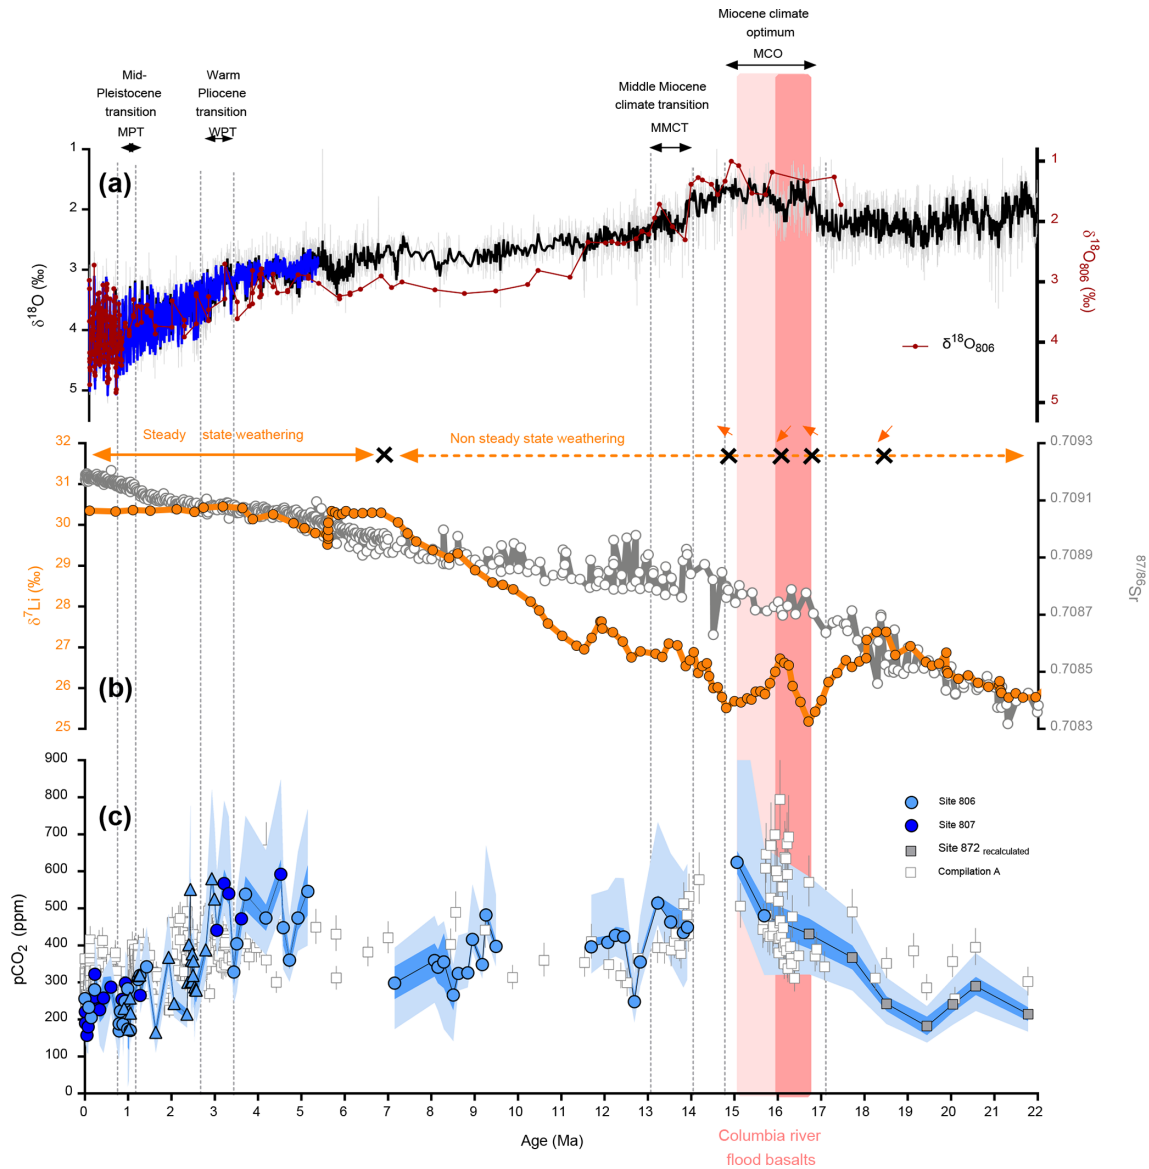 Miocene climate
optimum
MCO
Mid-
Pleistocene
transition
MPT
Warm
Pliocene
transition
WPT
Middle Miocene
climate transition
MMCT
(a)
1
2
3
4
5
δ18O (‰)
1
2
3
4
5
δ18O806 (‰)
δ18O806
Steady state weathering
Non steady state weathering
32
31
30
29
28
27
26
25
δ7Li (‰)
(b)
0.7093
0.7091
0.7089
0.7087
0.7085
0.7083
87/86Sr
(c)
900
800
700
600
500
400
300
200
100
0
pCO2 (ppm)
Site 806
Site 807
Site 872 recalculated
Compilation A
0 1 2 3 4 5 6 7 8 9 10 11 12 13 14 15 16 17 18 19 20 21 22
Age (Ma)
Columbia river
flood basalts